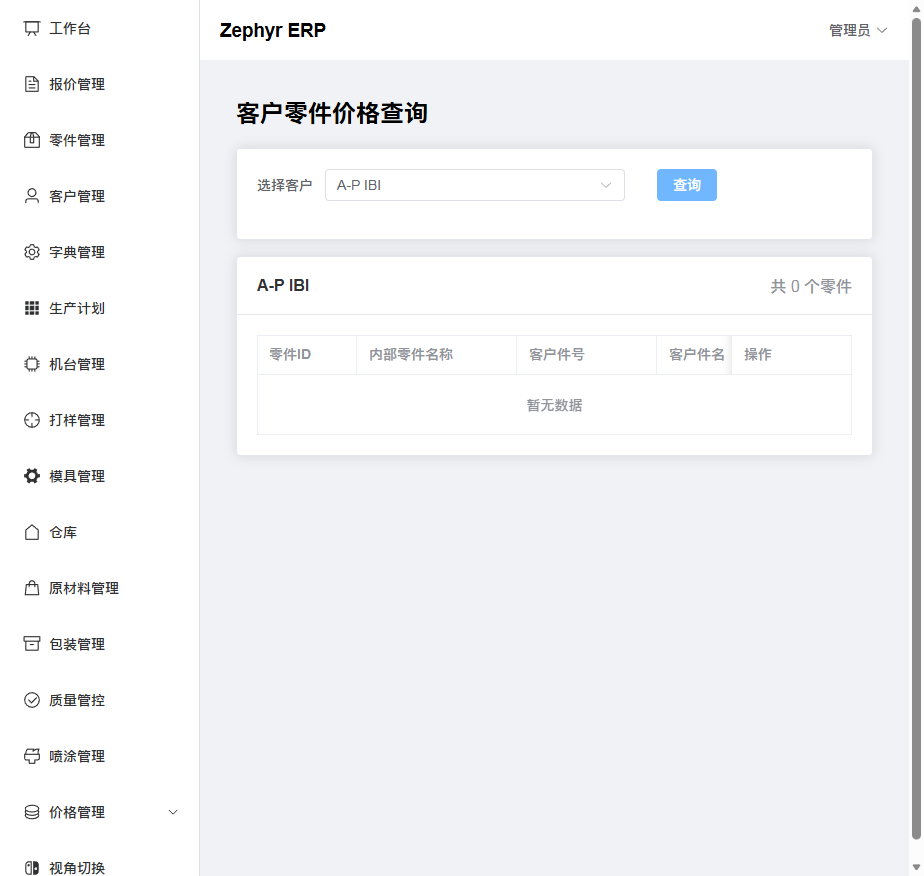 工作台
报价管理
零件管理
客户管理
字典管理
生产计划
机台管理
打样管理
模具管理
仓库
原材料管理
包装管理
质量管控
喷涂管理
价格管理
视角切换
Zephyr ERP
管理员
客户零件价格查询
选择客户 A-P IBI 查询
A-P IBI 共 0 个零件
零件ID 内部零件名称 客户件号 客户件名 操作
暂无数据